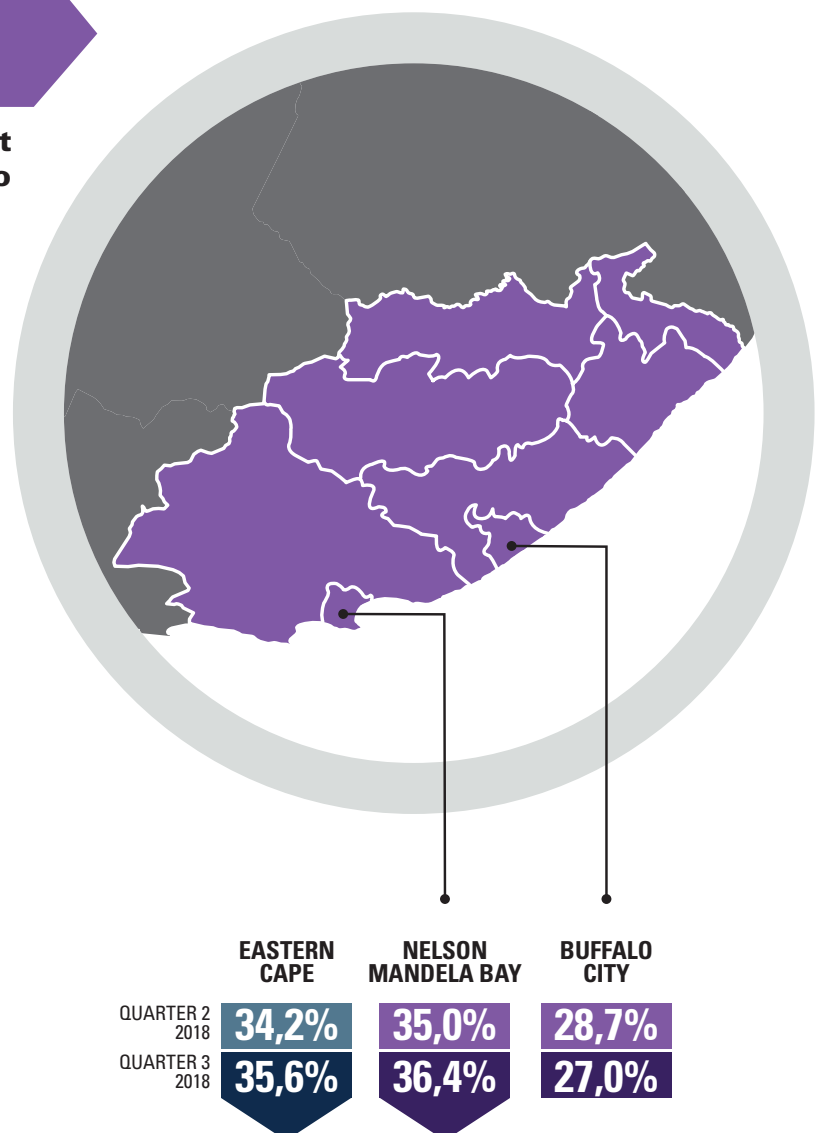 t
o
EASTERN
CAPE
NELSON
MANDELA BAY
BUFFALO
CITY
QUARTER 2
2018
34,2%
35,0%
28,7%
QUARTER 3
2018
35,6%
36,4%
27,0%